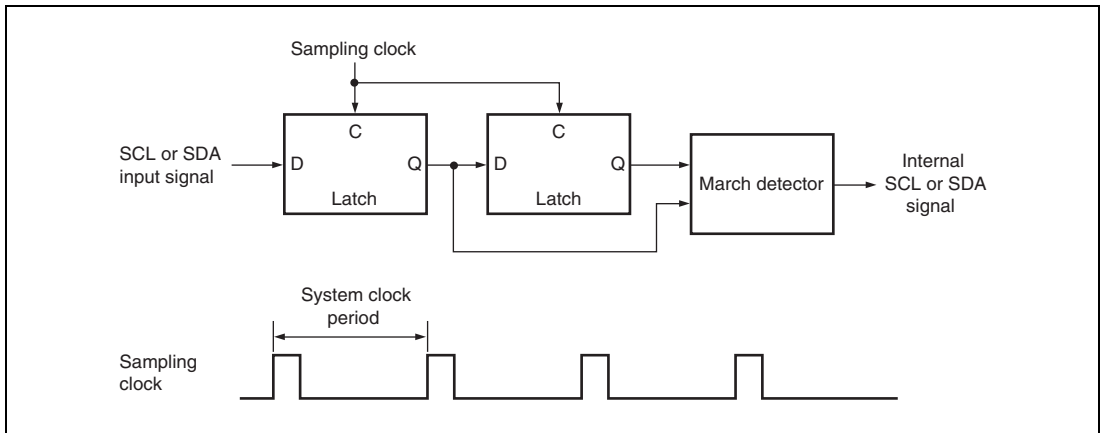 Sampling clock
SCL or SDA
input signal
C
D
Q
Latch
C
D
Q
Latch
March detector
Internal
SCL or SDA
signal
System clock
period
Sampling
clock